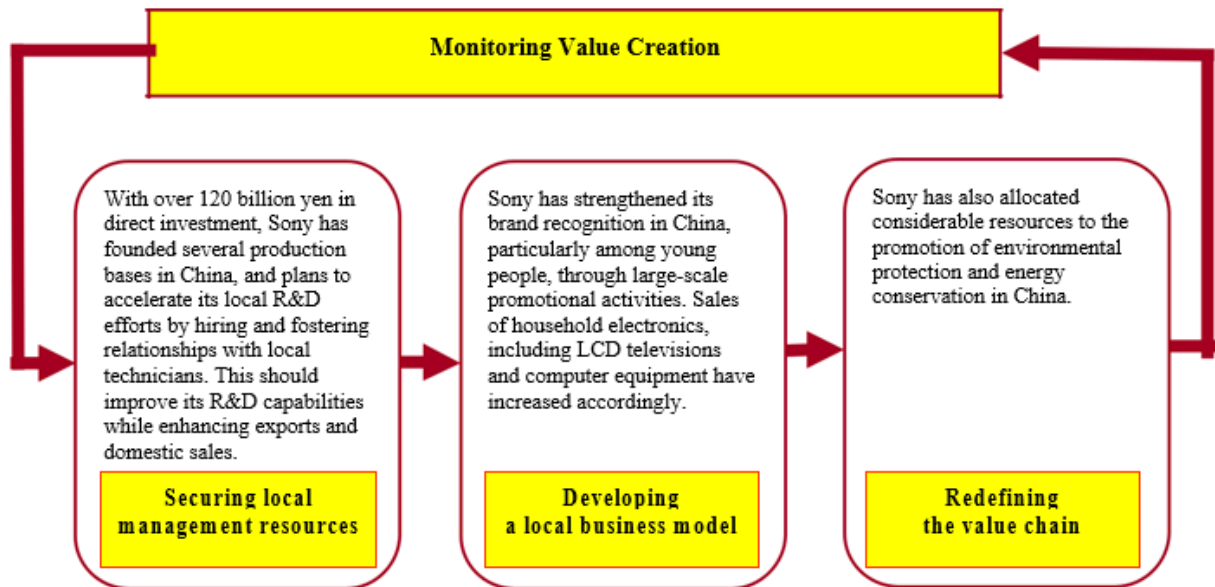 Monitoring Value Creation
With over 120 billion yen in
direct investment, Sony has
founded several production
bases in China, and plans to
accelerate its local R&D
efforts by hiring and fostering
relationships with local
technicians. This should
improve its R&D capabilities
while enhancing exports and
domestic sales.
Securing local
management resources
Sony has strengthened its
brand recognition in China,
particularly among young
people, through large-scale
promotional activities. Sales
of household electronics,
including LCD televisions
and computer equipment have
increased accordingly.
Developing
a local business model
Sony has also allocated
considerable resources to the
promotion of environmental
protection and energy
conservation in China.
Redefining
the value chain